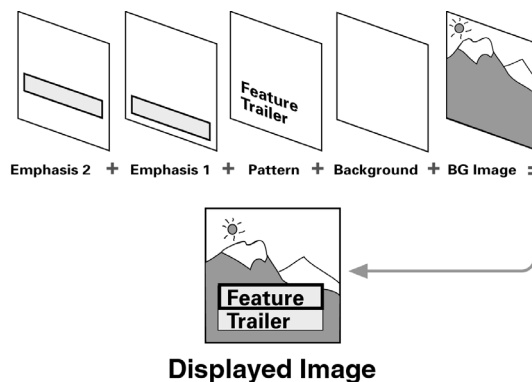 Feature
Trailer
Emphasis 2 + Emphasis 1 + Pattern + Background + BG Image =
Feature
Trailer
Displayed Image